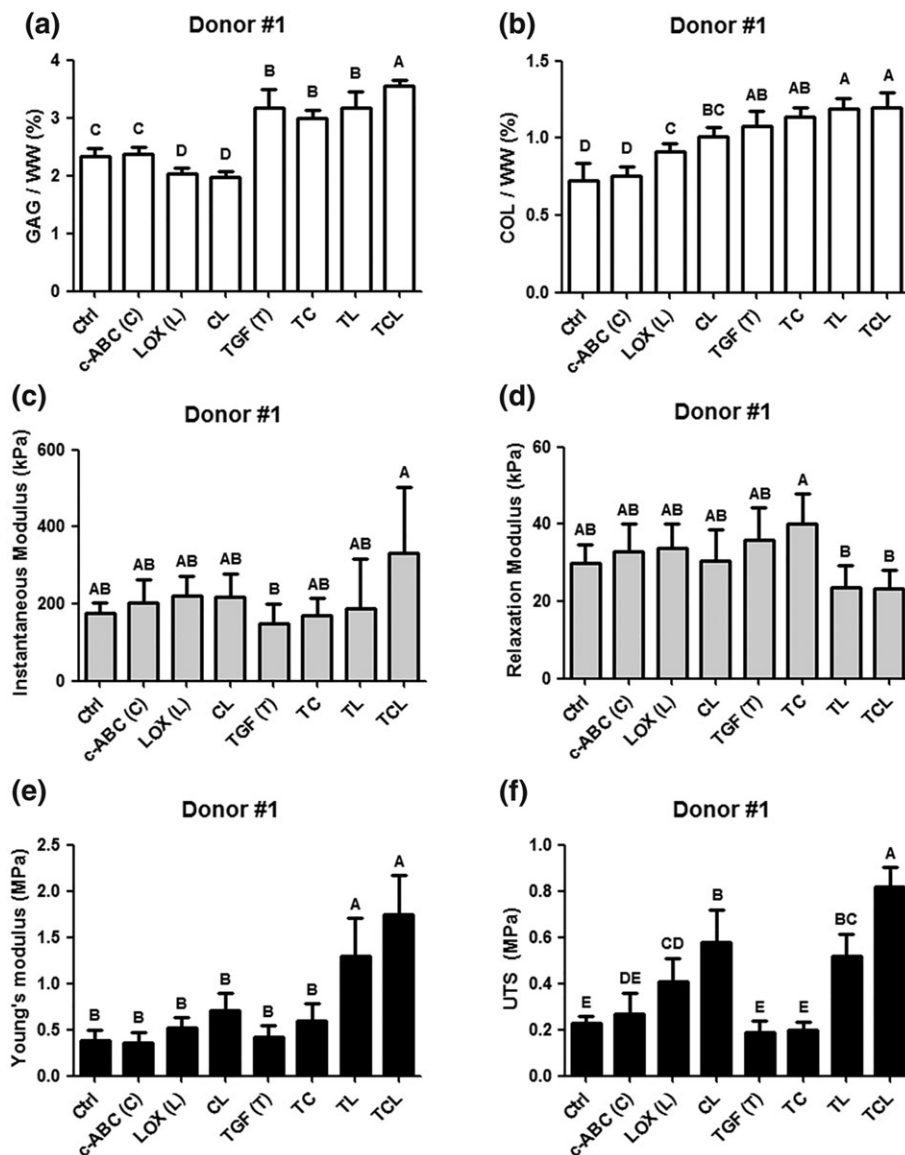 (a)
Donor #1
GAG / WW (%)
4
3
2
1
0
C
C
D
D
B
B
B
A
Ctrl
c-ABC (C)
LOX (L)
CL
TGF (T)
TC
TL
TCL
(b)
Donor #1
COL / WW (%)
1.5
1.0
0.5
0.0
D
D
C
BC
AB
AB
A
A
Ctrl
c-ABC (C)
LOX (L)
CL
TGF (T)
TC
TL
TCL
(c)
Donor #1
Instantaneous Modulus (kPa)
600
400
200
0
AB
AB
AB
AB
B
AB
AB
A
Ctrl
c-ABC (C)
LOX (L)
CL
TGF (T)
TC
TL
TCL
(d)
Donor #1
Relaxation Modulus (kPa)
60
40
20
0
AB
AB
AB
AB
AB
A
B
B
Ctrl
c-ABC (C)
LOX (L)
CL
TGF (T)
TC
TL
TCL
(e)
Donor #1
Young's modulus (MPa)
2.5
2.0
1.5
1.0
0.5
0.0
B
B
B
B
B
B
A
A
Ctrl
c-ABC (C)
LOX (L)
CL
TGF (T)
TC
TL
TCL
(f)
Donor #1
UTS (MPa)
1.0
0.8
0.6
0.4
0.2
0.0
E
DE
CD
B
E
E
BC
A
Ctrl
c-ABC (C)
LOX (L)
CL
TGF (T)
TC
TL
TCL